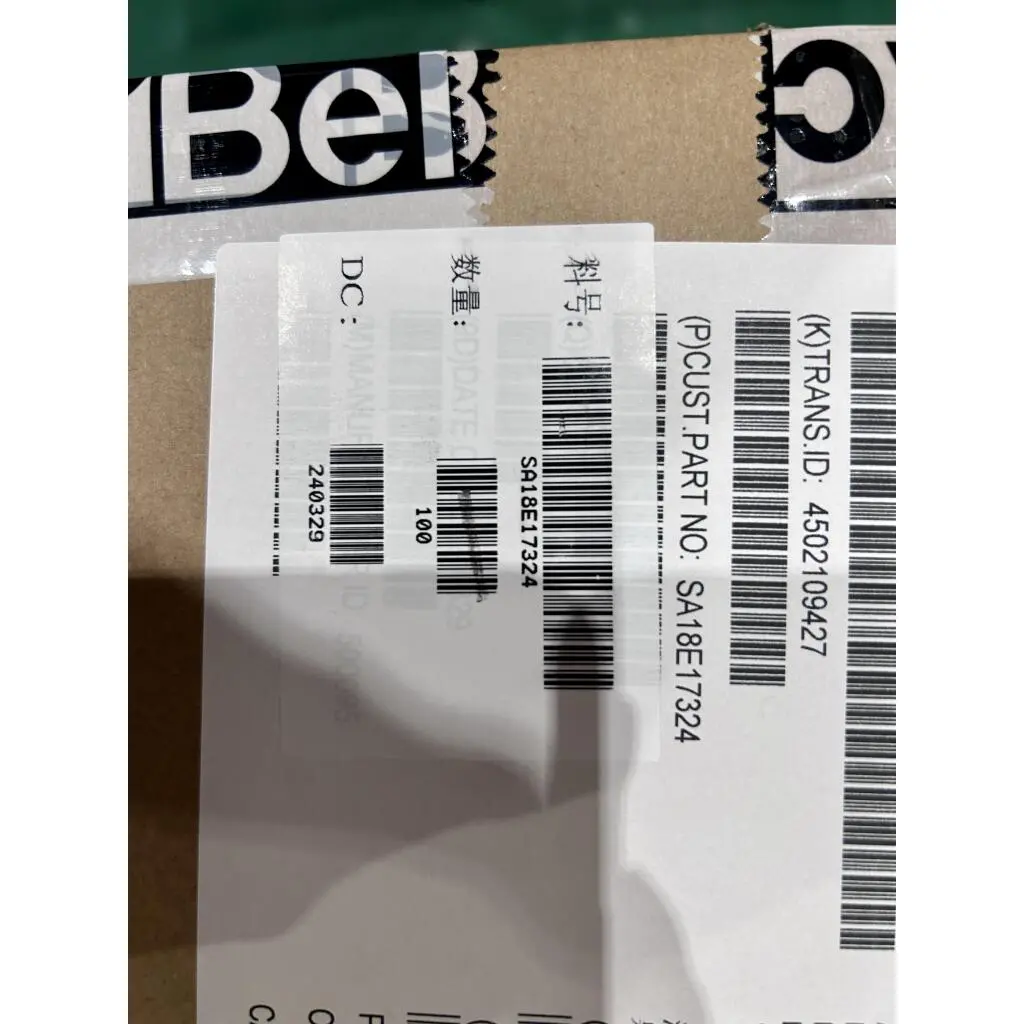 Bel
C
(K)TRANS.ID: 4502109427
(P)CUST.PART NO: SA18E17324
料号:
SA18E17324
数量:
100
DC:
240329